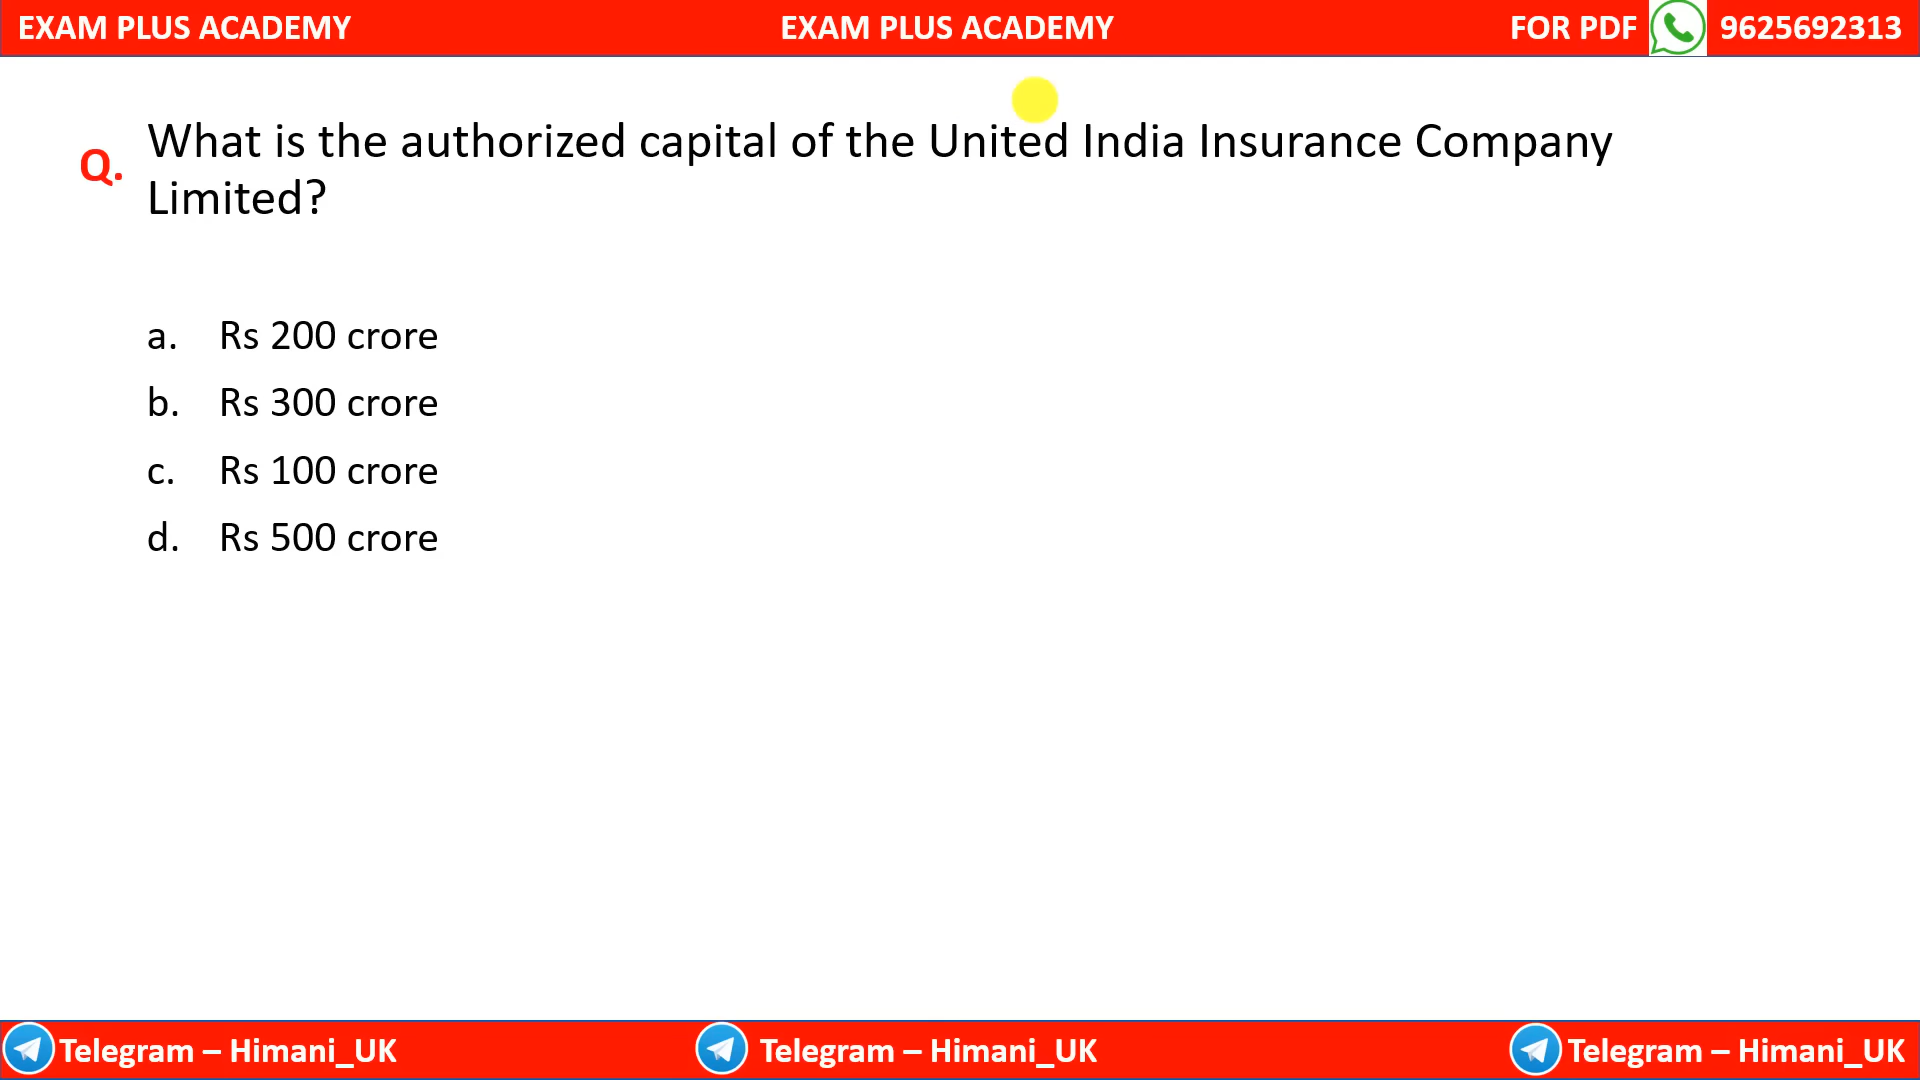 EXAM PLUS ACADEMY EXAM PLUS ACADEMY FOR PDF 9625692313
Q. What is the authorized capital of the United India Insurance Company
Limited?
a. Rs 200 crore
b. Rs 300 crore
c. Rs 100 crore
d. Rs 500 crore
Telegram – Himani_UK Telegram – Himani_UK Telegram – Himani_UK